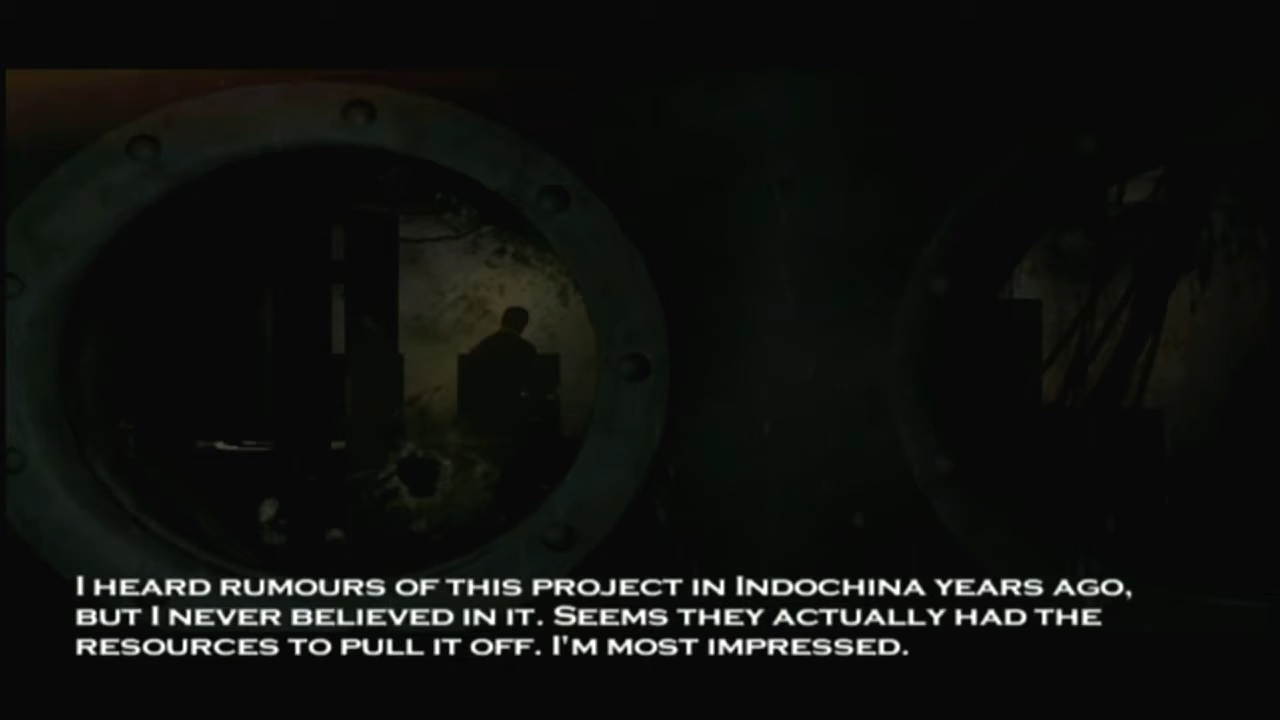 I heard rumours of this project in Indochina years ago,
but I never believed in it. Seems they actually had the
resources to pull it off. I'm most impressed.